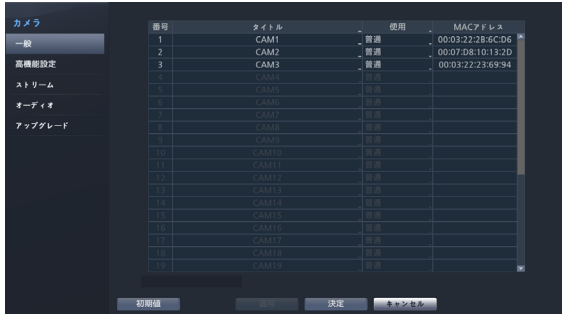 カメラ
一般
高機能設定
ストリーム
オーディオ
アップグレード
番号 タイトル 使用 MACアドレス
1 CAM1 普通 00:03:22:2B:6C:D6
2 CAM2 普通 00:07:D8:10:13:2D
3 CAM3 普通 00:03:22:23:69:94
4 CAM4 普通
5 CAM5 普通
6 CAM6 普通
7 CAM7 普通
8 CAM8 普通
9 CAM9 普通
10 CAM10 普通
11 CAM11 普通
12 CAM12 普通
13 CAM13 普通
14 CAM14 普通
15 CAM15 普通
16 CAM16 普通
17 CAM17 普通
18 CAM18 普通
19 CAM19 普通
初期値 決定 キャンセル